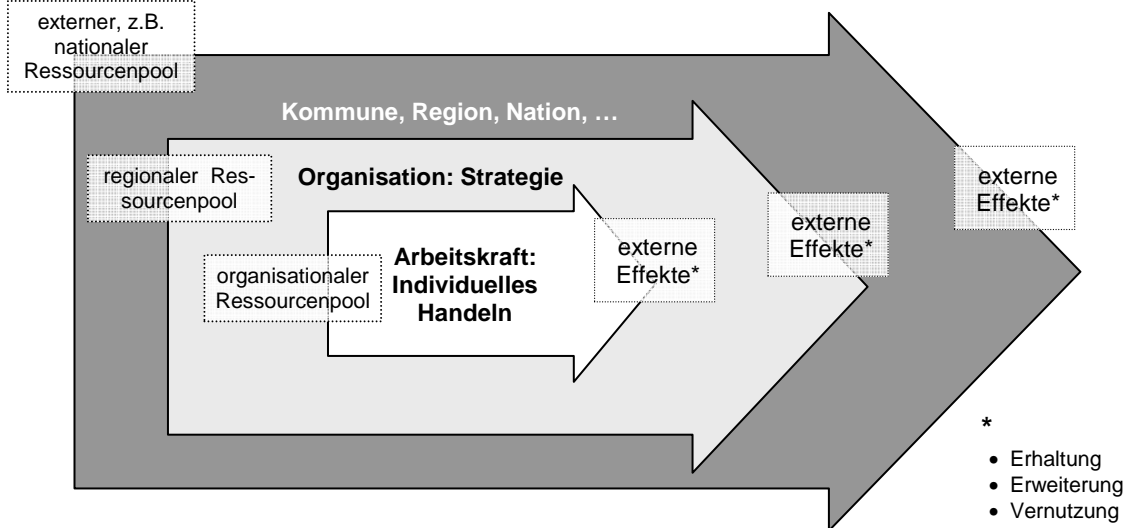 externer, z.B.
nationaler
Ressourcenpool
Kommune, Region, Nation, …
regionaler Res-
sourcenpool
Organisation: Strategie
externe
Effekte*
externe
Effekte*
externe
Effekte*
organisationaler
Ressourcenpool
Arbeitskraft:
Individuelles
Handeln
*
• Erhaltung
• Erweiterung
• Vernutzung